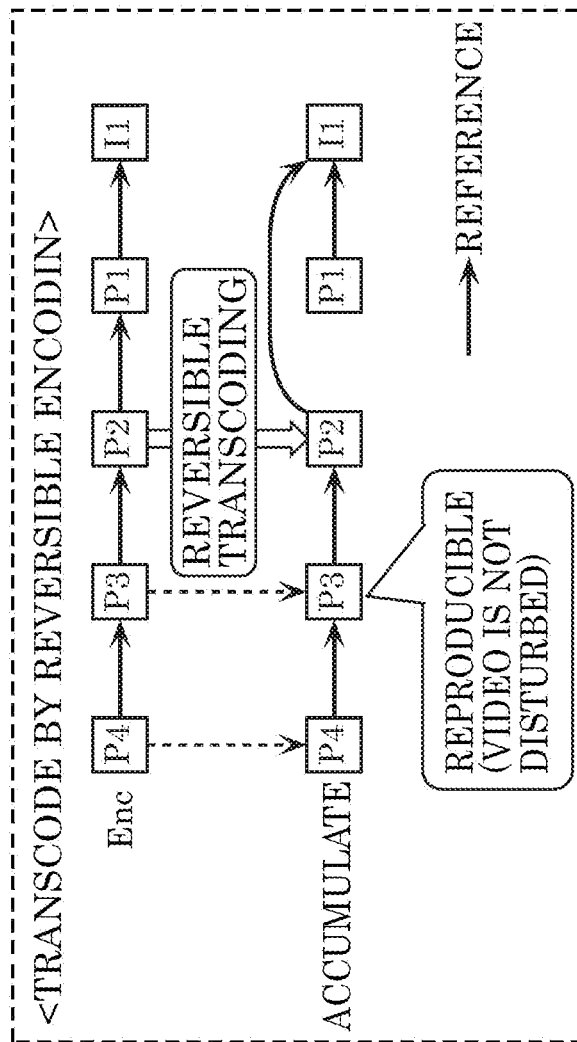 <TRANSCODE BY REVERSIBLE ENCODIN>
Enc
P4
P3
P2
P1
I1
REVERSIBLE
TRANSCODING
ACCUMULATE
P4
P3
P2
P1
I1
REPRODUCIBLE
(VIDEO IS NOT
DISTURBED)
REFERENCE